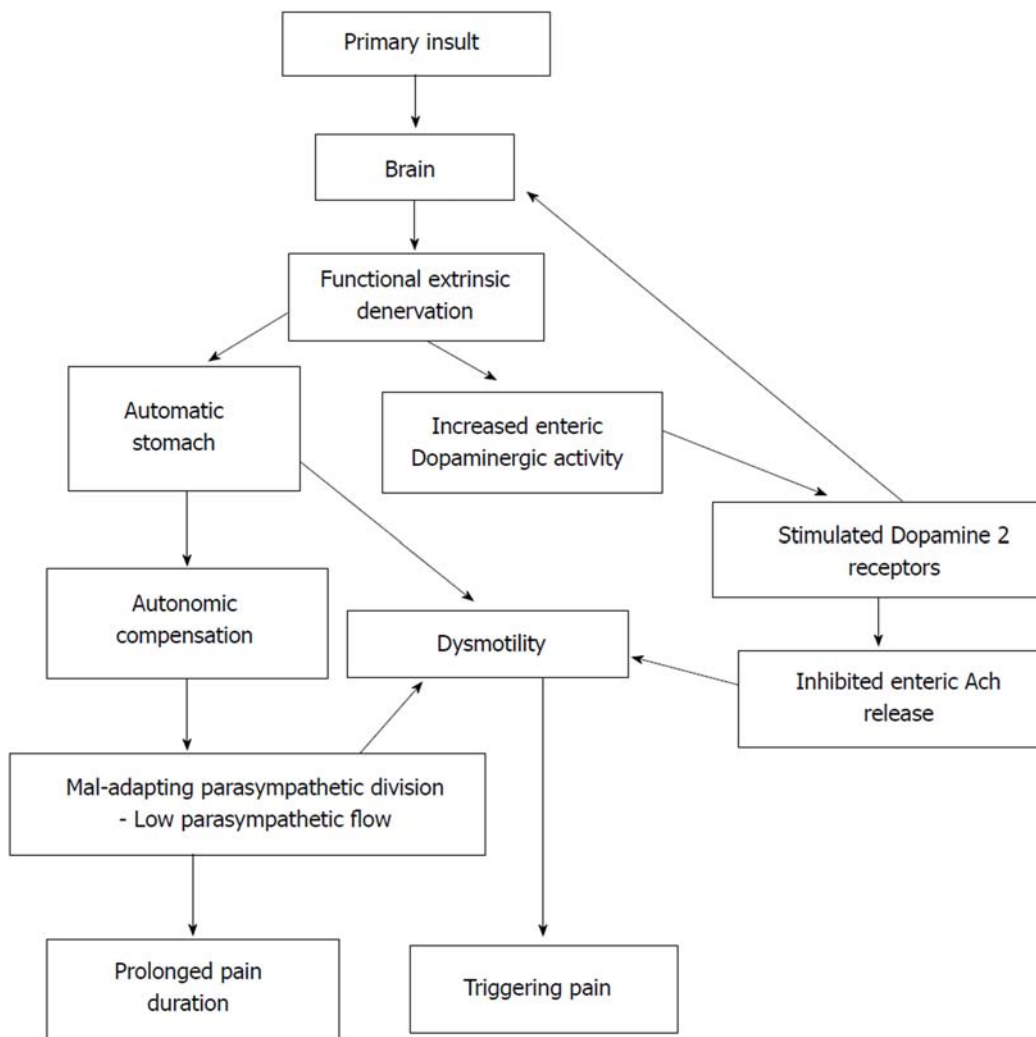 Primary insult
Brain
Functional extrinsic
denervation
Automatic
stomach
Increased enteric
Dopaminergic activity
Stimulated Dopamine 2
receptors
Autonomic
compensation
Dysmotility
Inhibited enteric Ach
release
Mal-adapting parasympathetic division
- Low parasympathetic flow
Prolonged pain
duration
Triggering pain